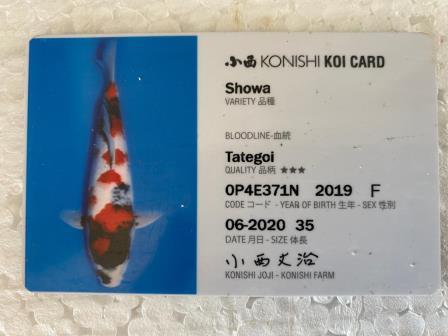 小西 KONISHI KOI CARD
Showa
VARIETY 品種
BLOODLINE-血統
Tategoi
QUALITY 品柄 ★★★
0P4E371N 2019 F
CODE コード - YEAR OF BIRTH 生年 - SEX 性別
06-2020 35
DATE 月日 - SIZE 体長
小西丈治
KONISHI JOJI - KONISHI FARM